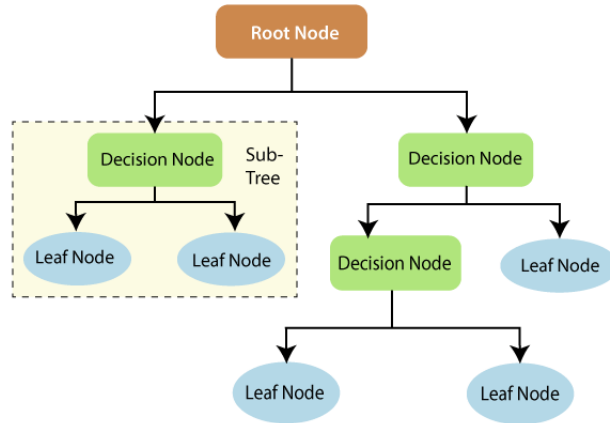 Root Node
Decision Node
Sub-
Tree
Decision Node
Leaf Node
Leaf Node
Decision Node
Leaf Node
Leaf Node
Leaf Node